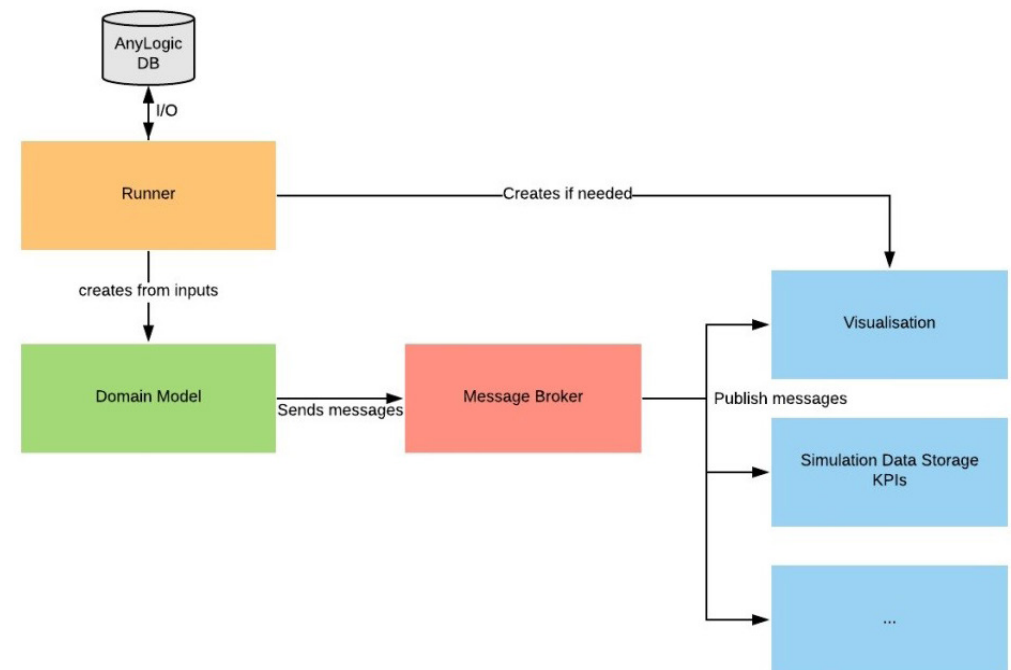 AnyLogic
DB
I/O
Runner
Creates if needed
creates from inputs
Visualisation
Domain Model
Sends messages
Message Broker
Publish messages
Simulation Data Storage
KPIs
...